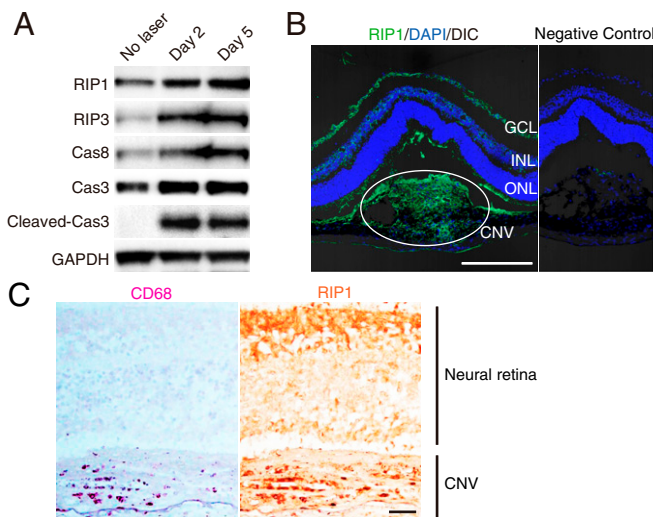 A
No laser
Day 2
Day 5
RIP1
RIP3
Cas8
Cas3
Cleaved-Cas3
GAPDH
B
RIP1/DAPI/DIC
Negative Control
GCL
INL
ONL
CNV
C
CD68
RIP1
Neural retina
CNV